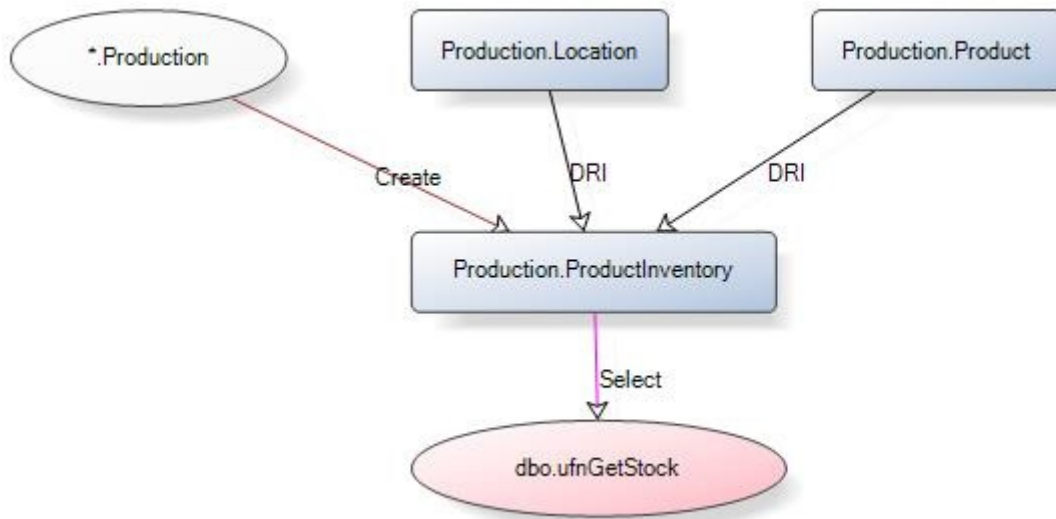 *.Production
Production.Location
Production.Product
Create
DRI
DRI
Production.ProductInventory
Select
dbo.ufnGetStock